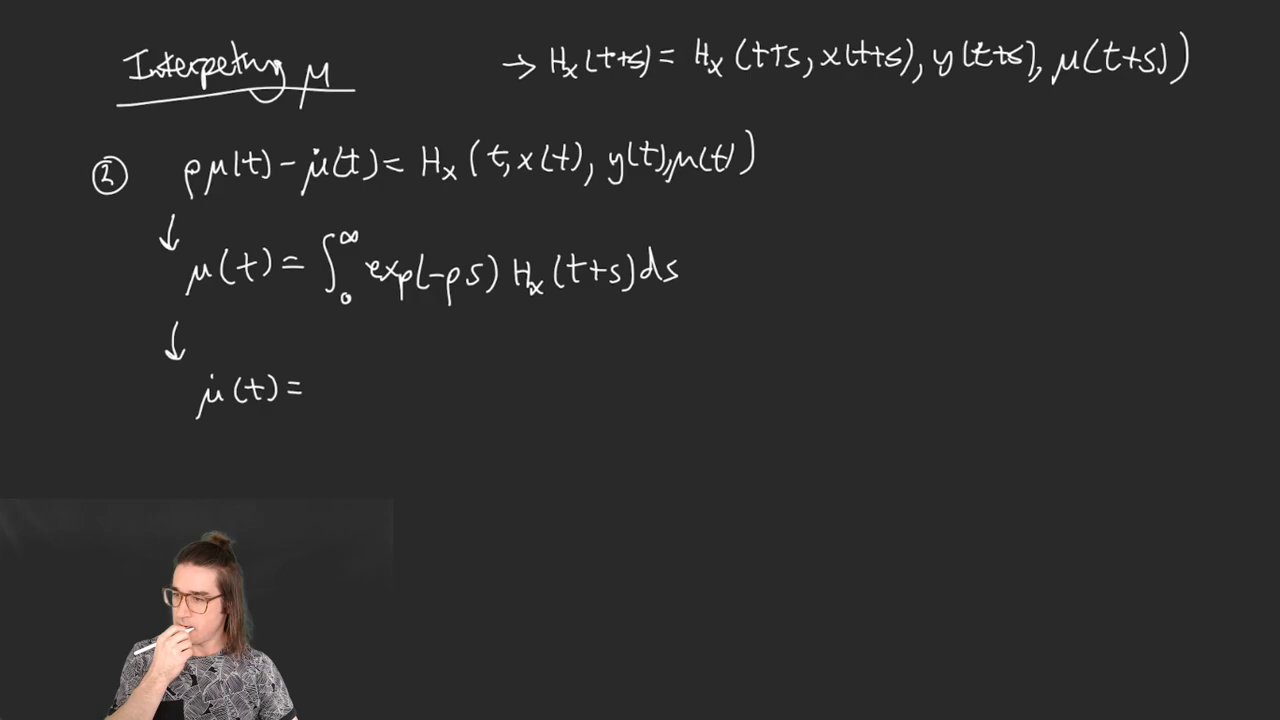 Interpeting μ
→ Hx(t+s) = Hx(t+s, x(t+s), y(t+s), μ(t+s))
② ρμ(t) - μ̇(t) = Hx(t, x(t), y(t), μ(t))
↓
μ(t) = ∫₀^∞ exp(-ρs) Hx(t+s) ds
↓
μ̇(t) =